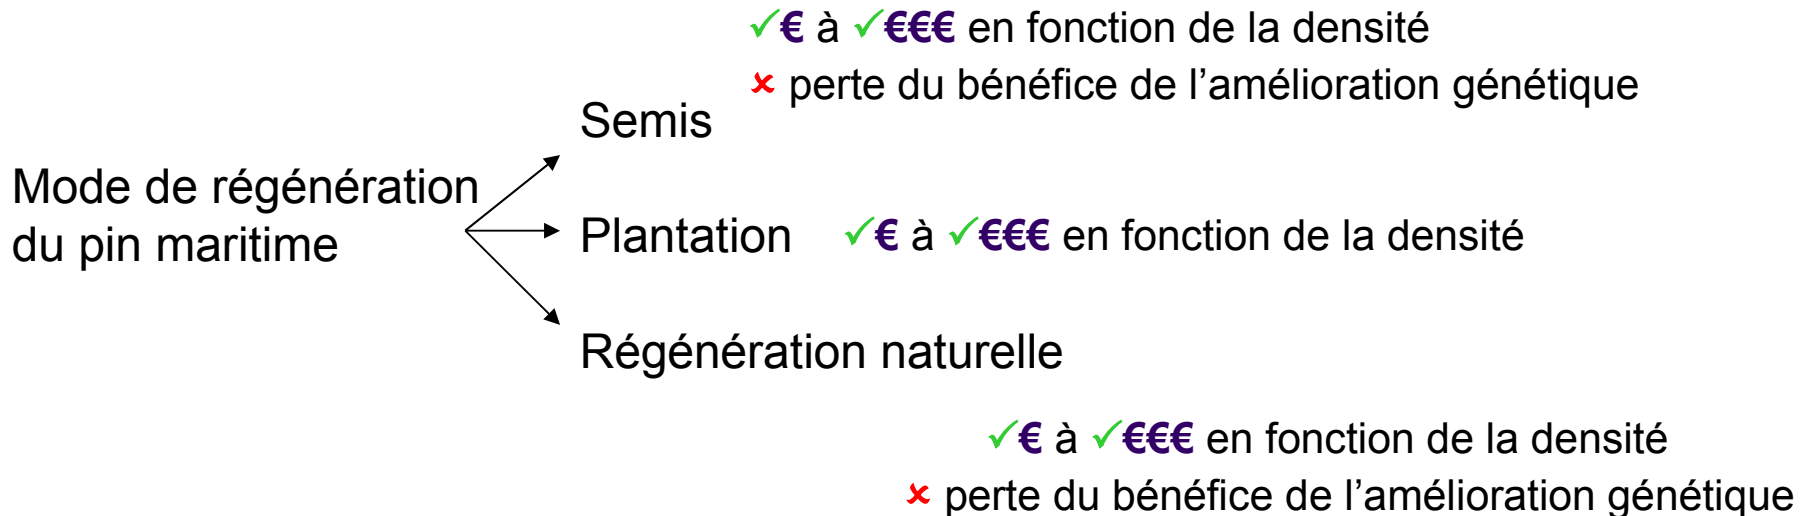 ✓€ à ✓€€€ en fonction de la densité
✗ perte du bénéfice de l’amélioration génétique
Semis
Mode de régénération
du pin maritime
Plantation ✓€ à ✓€€€ en fonction de la densité
Régénération naturelle
✓€ à ✓€€€ en fonction de la densité
✗ perte du bénéfice de l’amélioration génétique